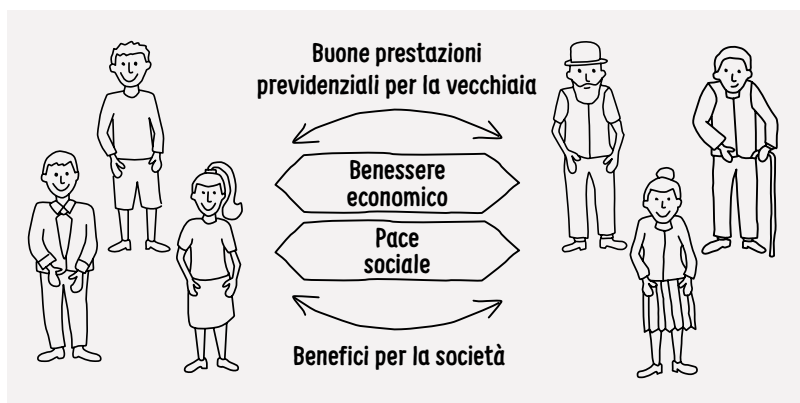 Buone prestazioni
previdenziali per la vecchiaia
Benessere
economico
Pace
sociale
Benefici per la società